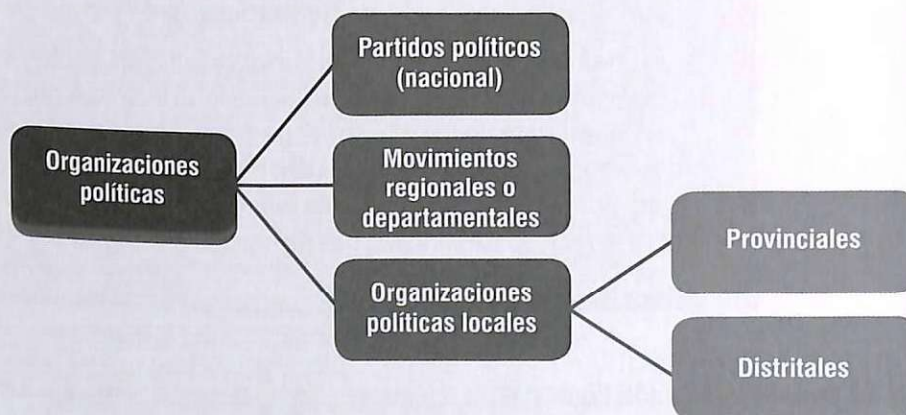 Organizaciones
políticas
Partidos políticos
(nacional)
Movimientos
regionales o
departamentales
Organizaciones
políticas locales
Provinciales
Distritales